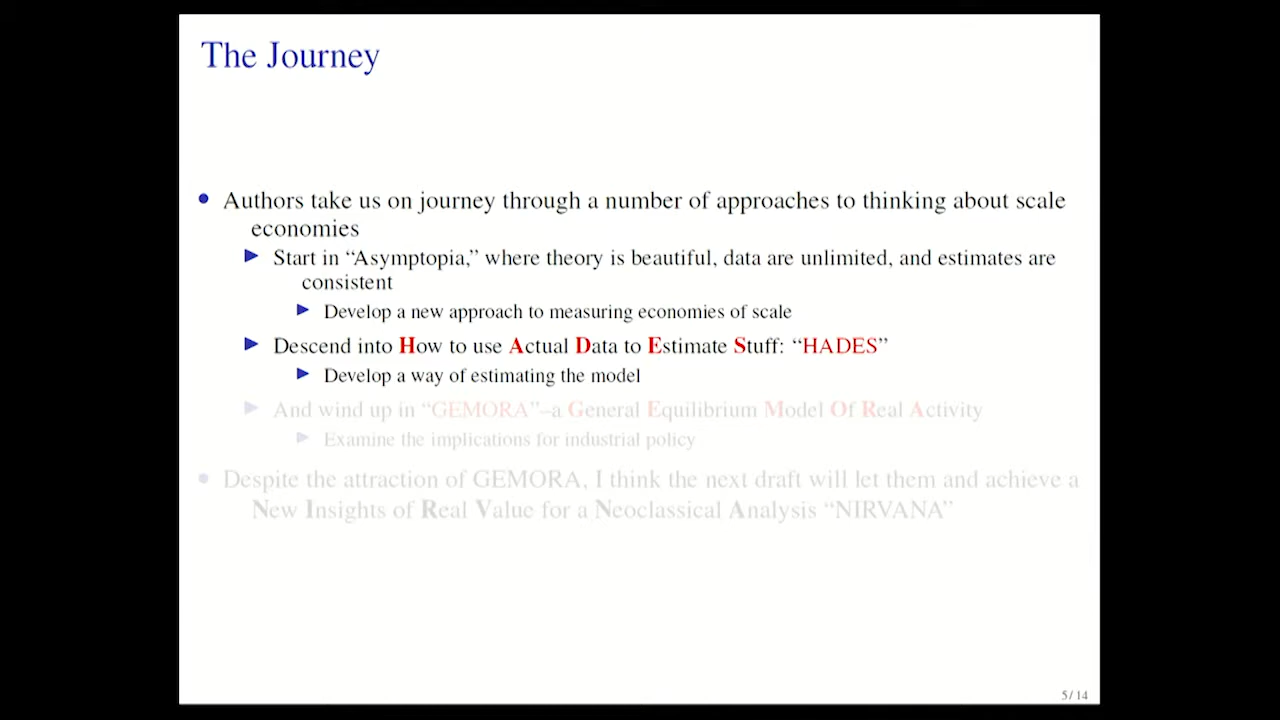 The Journey
Authors take us on journey through a number of approaches to thinking about scale
economies
Start in “Asymptopia,” where theory is beautiful, data are unlimited, and estimates are
consistent
Develop a new approach to measuring economies of scale
Descend into How to use Actual Data to Estimate Stuff: “HADES”
Develop a way of estimating the model
And wind up in “GEMORA”–a General Equilibrium Model Of Real Activity
Examine the implications for industrial policy
Despite the attraction of GEMORA, I think the next draft will let them and achieve a
New Insights of Real Value for a Neoclassical Analysis “NIRVANA”
5 / 14